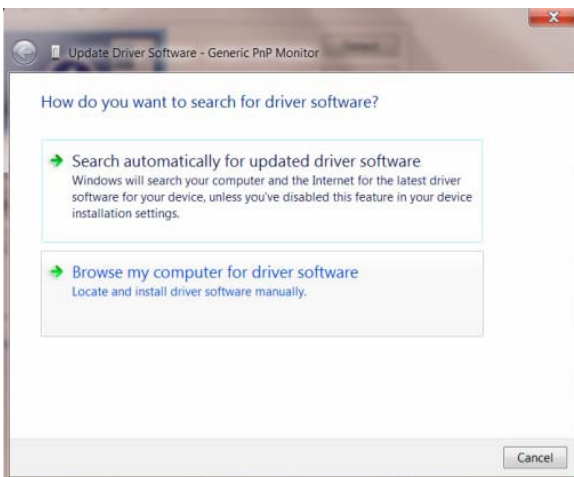 Update Driver Software - Generic PnP Monitor
How do you want to search for driver software?
Search automatically for updated driver software
Windows will search your computer and the Internet for the latest driver
software for your device, unless you've disabled this feature in your device
installation settings.
Browse my computer for driver software
Locate and install driver software manually.
Cancel